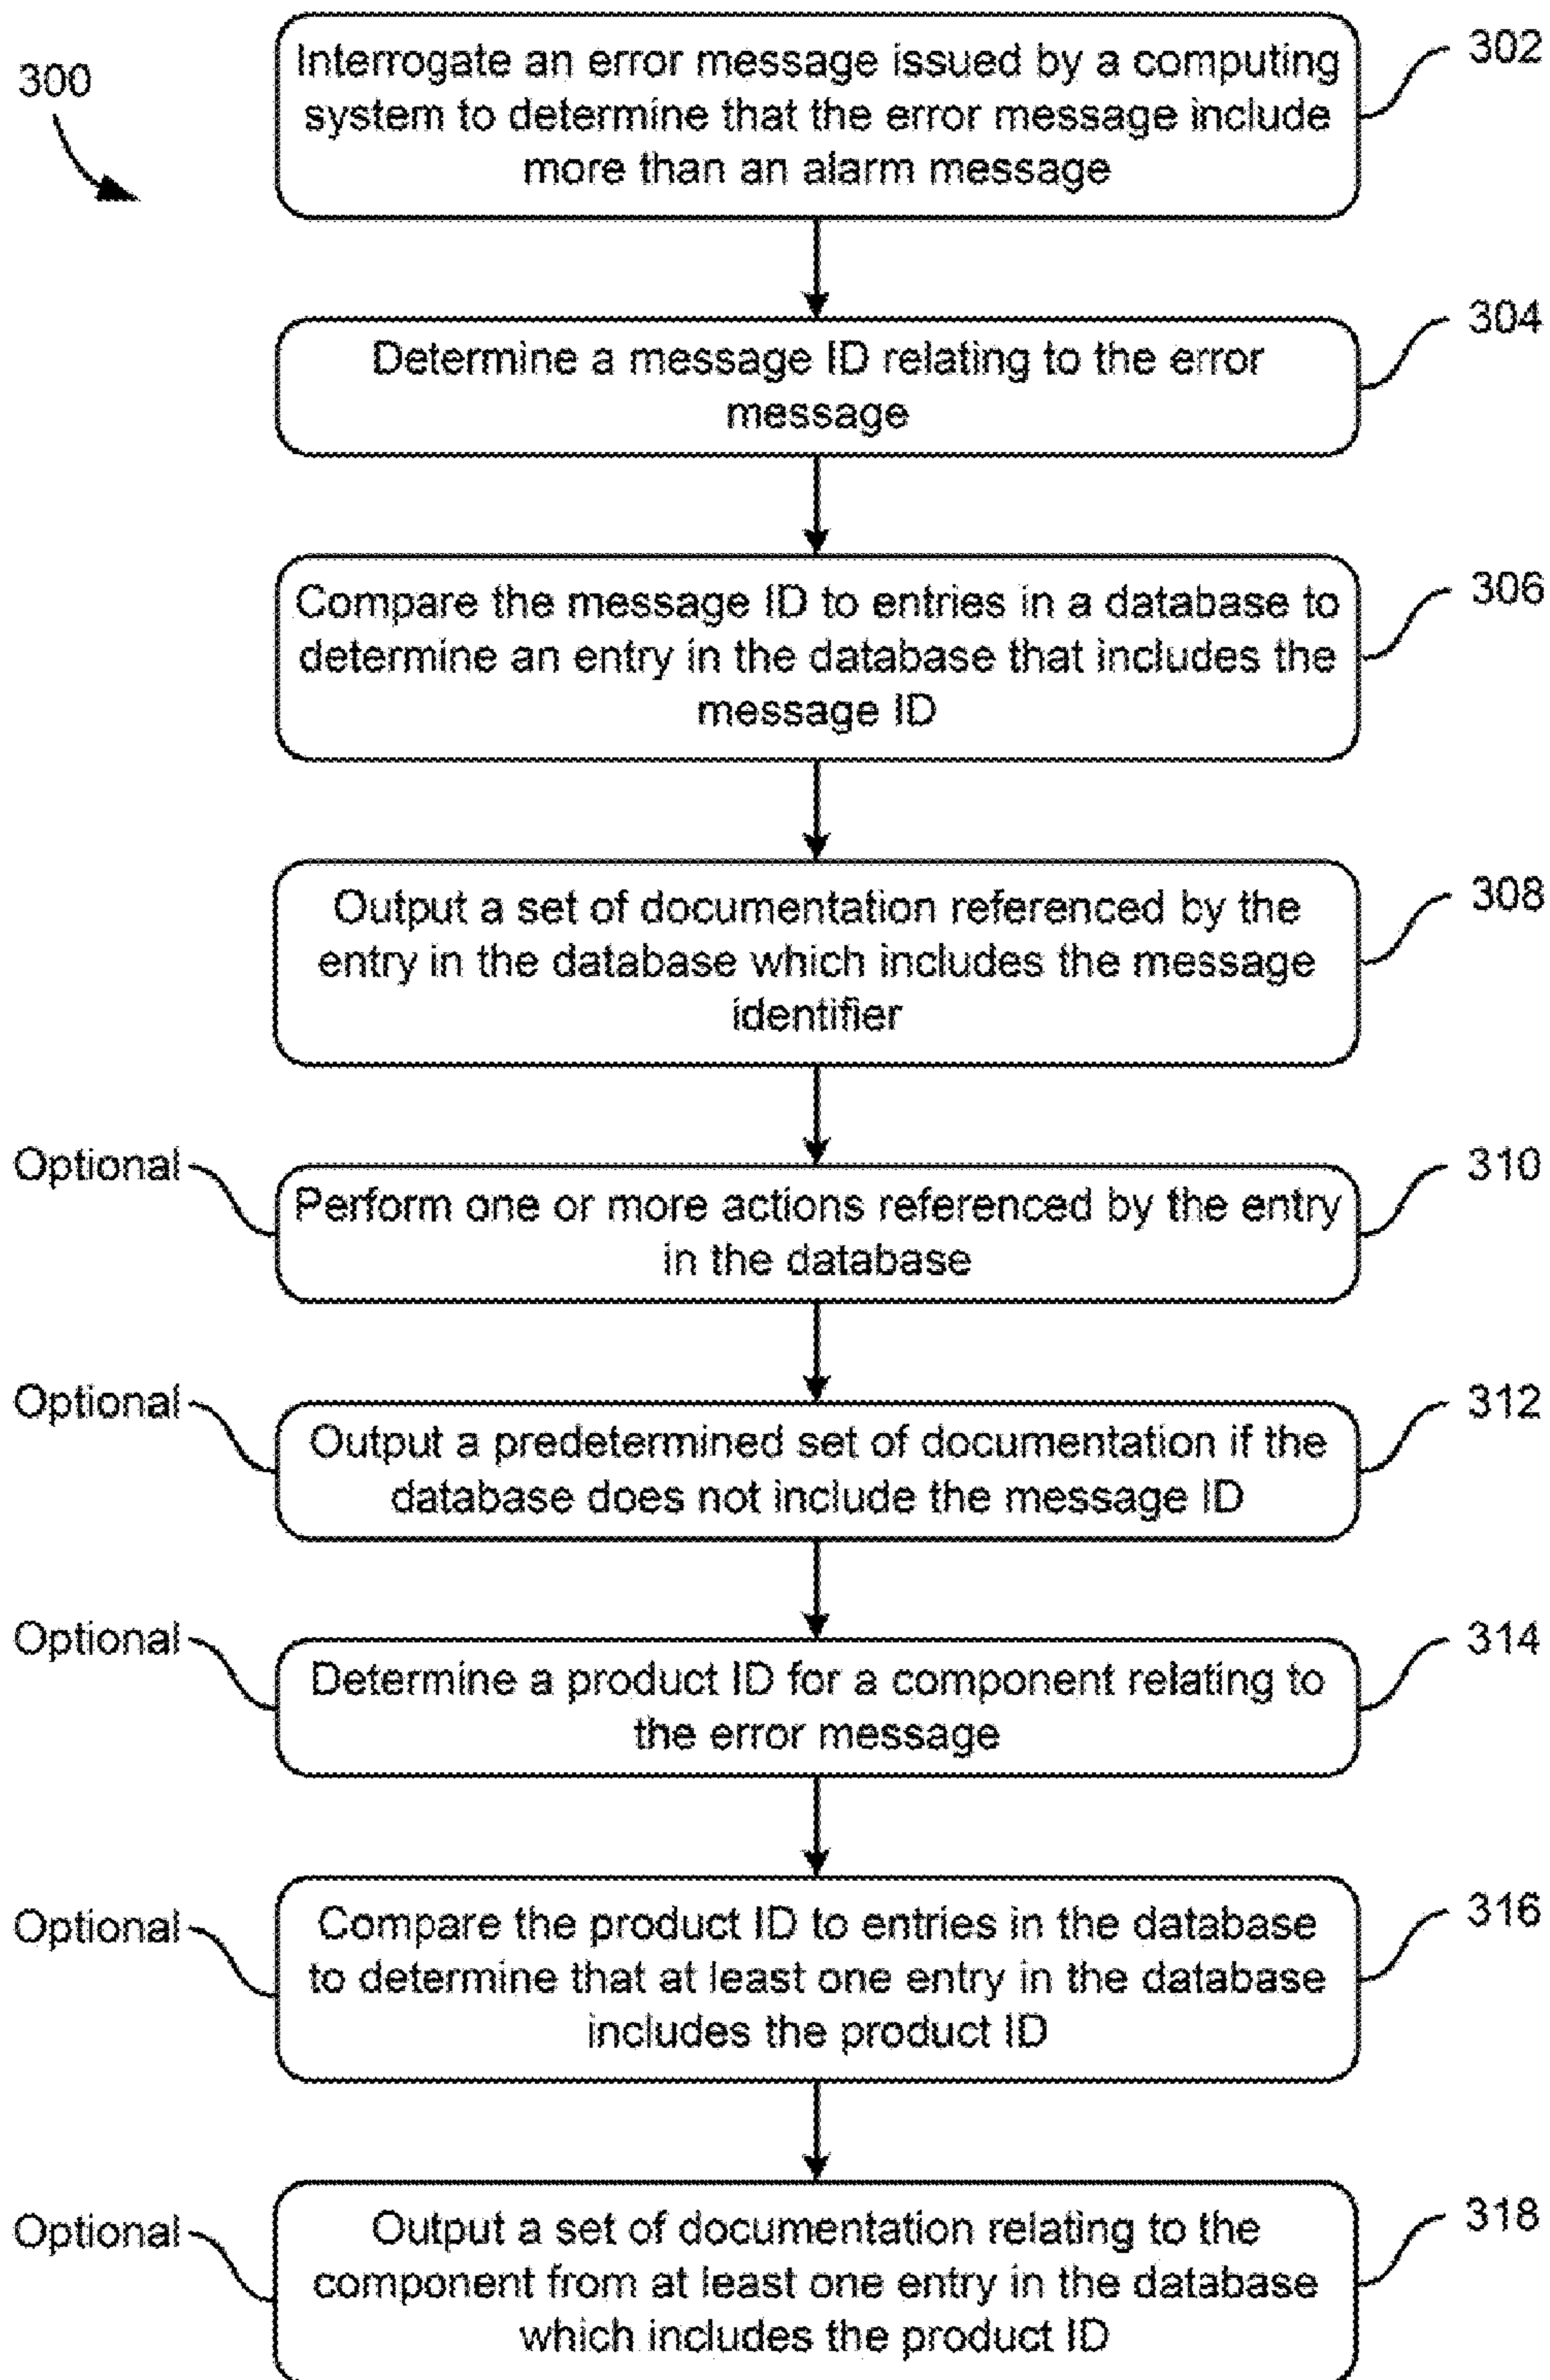 300
Interrogate an error message issued by a computing
system to determine that the error message include
more than an alarm message
302
Determine a message ID relating to the error
message
304
Compare the message ID to entries in a database to
determine an entry in the database that includes the
message ID
306
Output a set of documentation referenced by the
entry in the database which includes the message
identifier
308
Optional
Perform one or more actions referenced by the entry
in the database
310
Optional
Output a predetermined set of documentation if the
database does not include the message ID
312
Optional
Determine a product ID for a component relating to
the error message
314
Optional
Compare the product ID to entries in the database
to determine that at least one entry in the database
includes the product ID
316
Optional
Output a set of documentation relating to the
component from at least one entry in the database
which includes the product ID
318